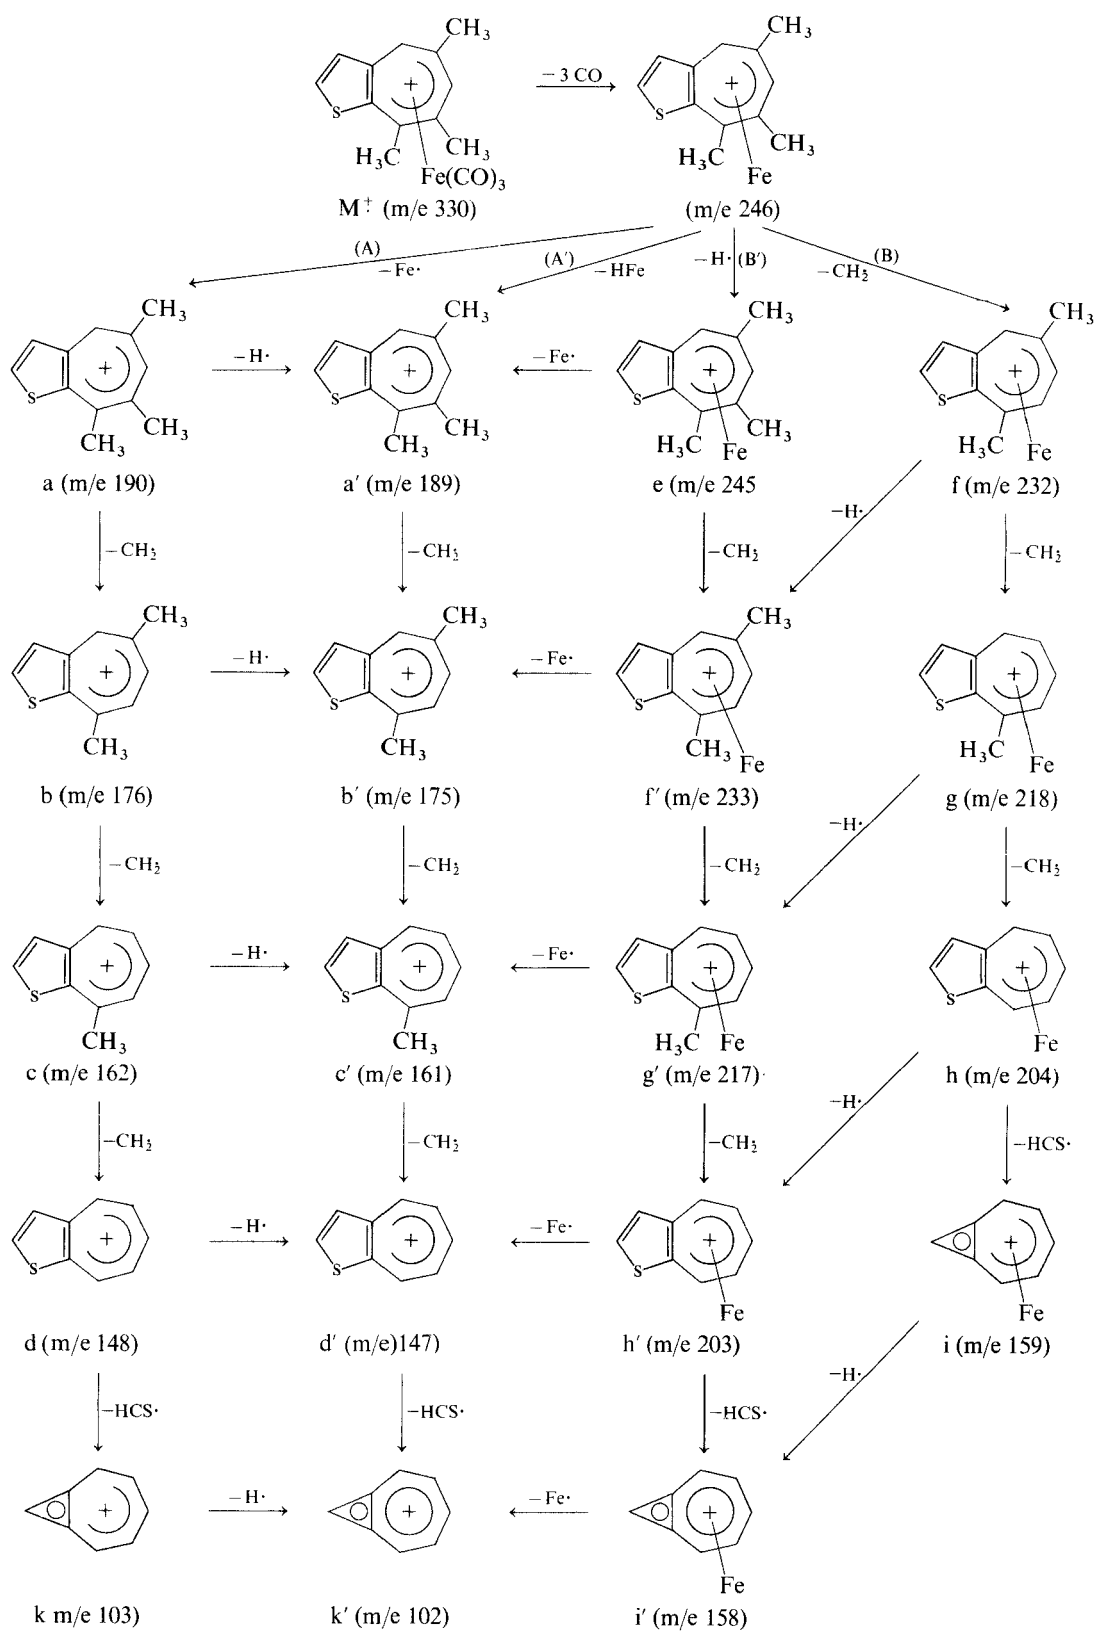 CH₃ CH₃
− 3 CO
+ +
S S
H₃C CH₃ H₃C CH₃
Fe(CO)₃ Fe
M⁺· (m/e 330) (m/e 246)
(A) (A′) (B′) (B)
−Fe· −HFe −H· −CH₂
CH₃ CH₃ CH₃ CH₃
+ −H· + −Fe· + +
S S S S
CH₃ CH₃ CH₃ CH₃ H₃C Fe CH₃ H₃C Fe
a (m/e 190) a′ (m/e 189) e (m/e 245 f (m/e 232)
−H·
−CH₂ −CH₂ −CH₂ −CH₂
CH₃ CH₃ CH₃
+ −H· + −Fe· + +
S S S S
CH₃ CH₃ CH₃ Fe H₃C Fe
b (m/e 176) b′ (m/e 175) f′ (m/e 233) g (m/e 218)
−H·
−CH₂ −CH₂ −CH₂ −CH₂
+ −H· + −Fe· + +
S S S S
CH₃ CH₃ H₃C Fe Fe
c (m/e 162) c′ (m/e 161) g′ (m/e 217) h (m/e 204)
−H·
−CH₂ −CH₂ −CH₂ −HCS·
+ −H· + −Fe· + +
S S S
Fe Fe
d (m/e 148) d′ (m/e)147) h′ (m/e 203) i (m/e 159)
−H·
−HCS· −HCS· −HCS·
+ −H· + −Fe· +
Fe
k m/e 103) k′ (m/e 102) i′ (m/e 158)